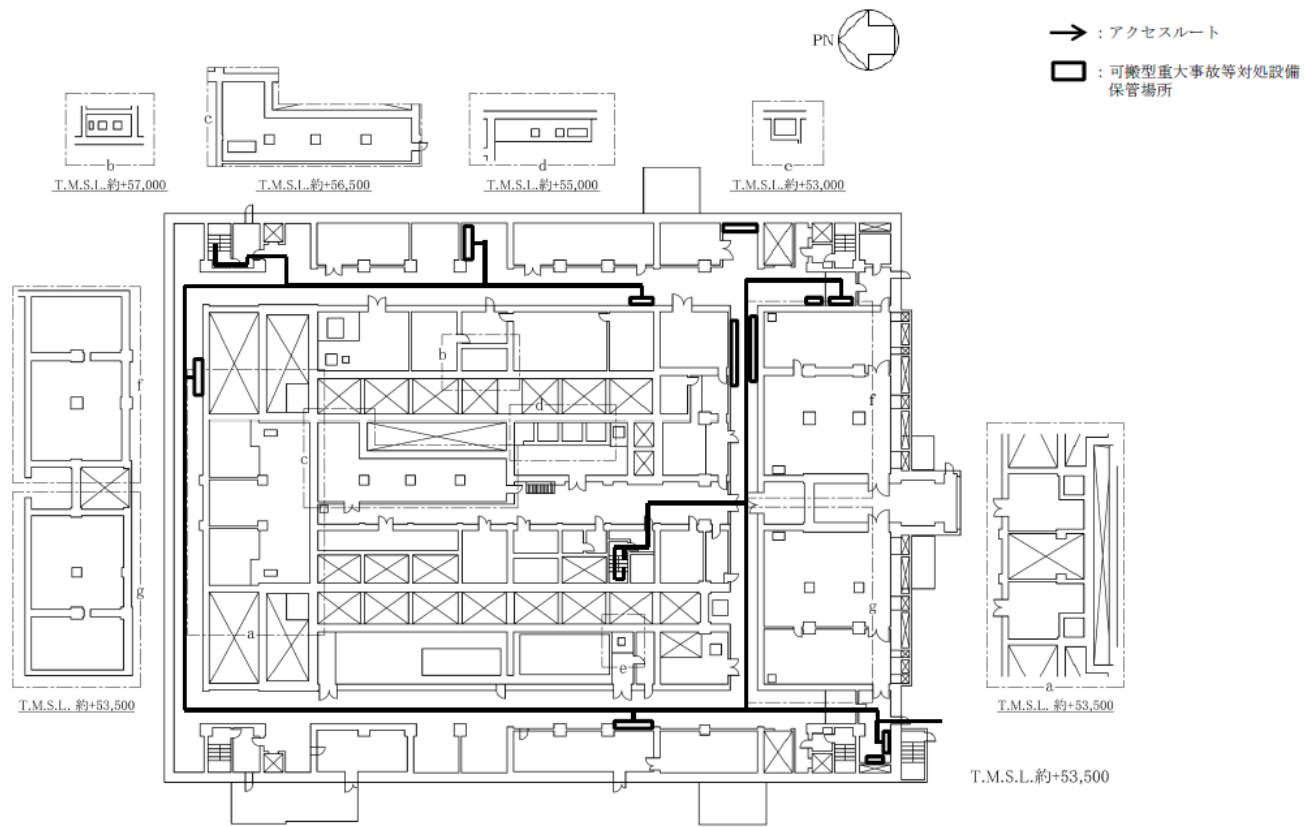 PN
：アクセスルート
：可搬型重大事故等対処設備
保管場所
b
T.M.S.L.約+57,000
c
T.M.S.L.約+56,500
d
T.M.S.L.約+55,000
e
T.M.S.L.約+53,000
f
g
T.M.S.L. 約+53,500
b
d
c
a
e
f
g
a
T.M.S.L. 約+53,500
T.M.S.L.約+53,500